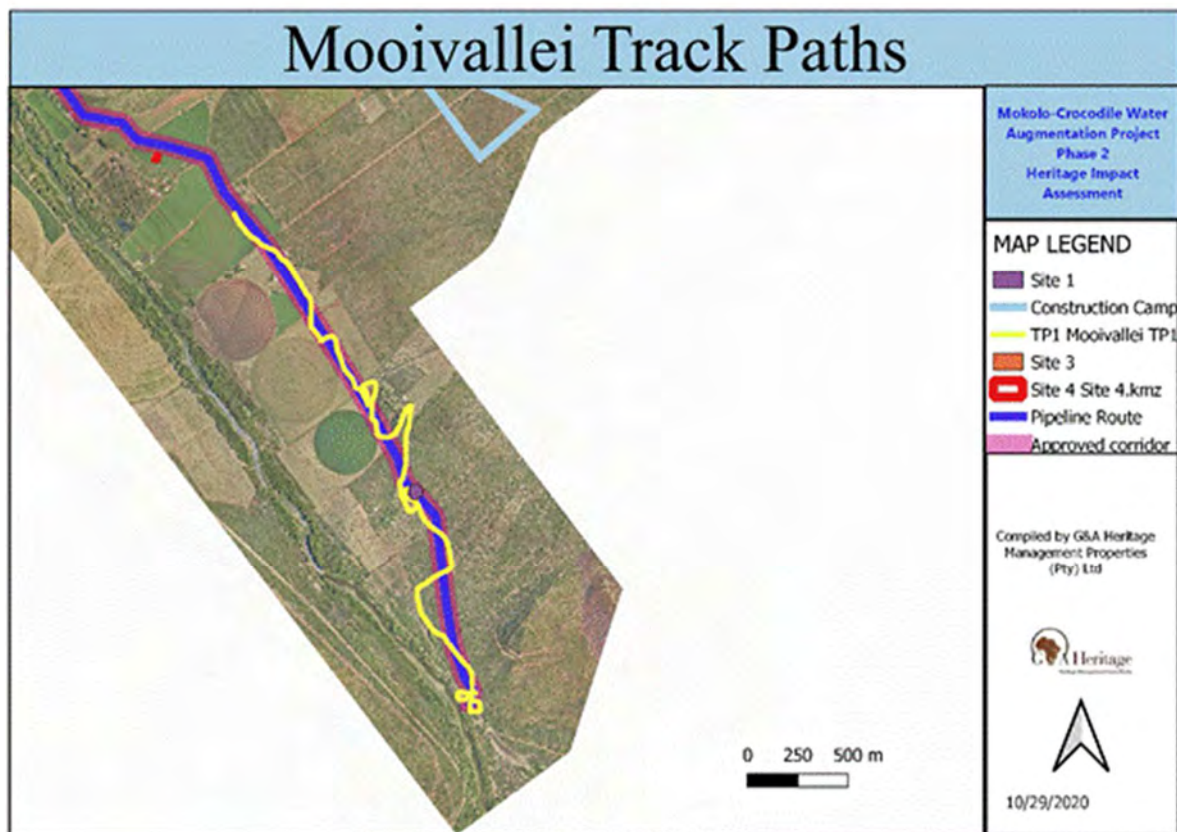 Mooivallei Track Paths
Mokolo-Crocodile Water
Augmentation Project
Phase 2
Heritage Impact
Assessment
MAP LEGEND
Site 1
Construction Camp
TP1 Mooivallei TP1
Site 3
Site 4 Site 4.kmz
Pipeline Route
Approved corridor
Compiled by G&A Heritage
Management Properties
(Pty) Ltd
G&A Heritage
0 250 500 m
10/29/2020